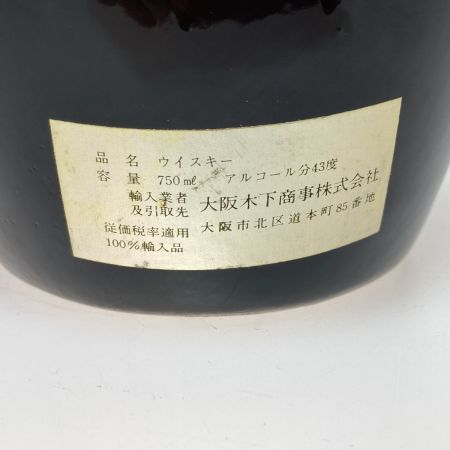 品名 ウイスキー
容量 750ml アルコール分43度
輸入業者及引取先 大阪木下商事株式会社
大阪市北区道本町85番地
従価税率適用
100%輸入品